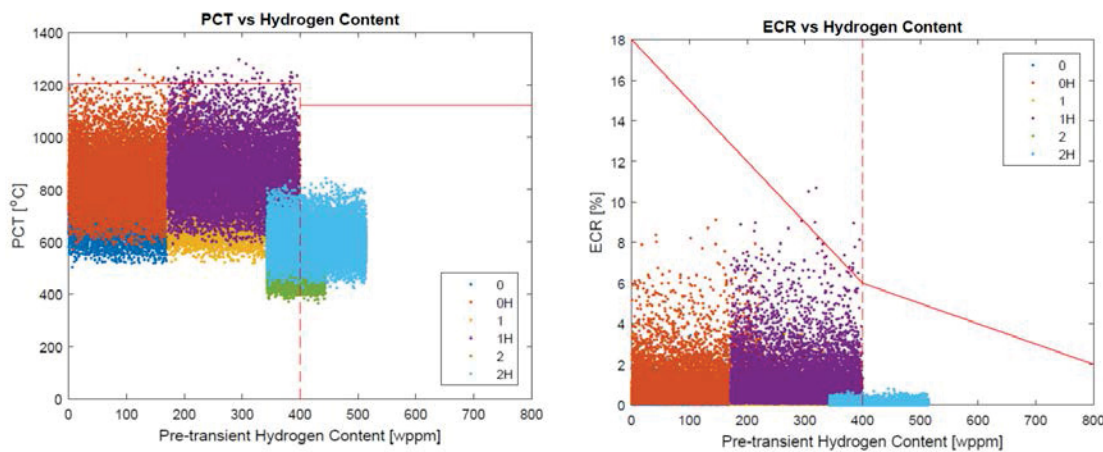 PCT vs Hydrogen Content
1400
1200
1000
800
600
400
200
0
PCT [°C]
0 100 200 300 400 500 600 700 800
Pre-transient Hydrogen Content [wppm]
0
0H
1
1H
2
2H
ECR vs Hydrogen Content
18
16
14
12
10
8
6
4
2
0
ECR [%]
0 100 200 300 400 500 600 700 800
Pre-transient Hydrogen Content [wppm]
0
0H
1
1H
2
2H